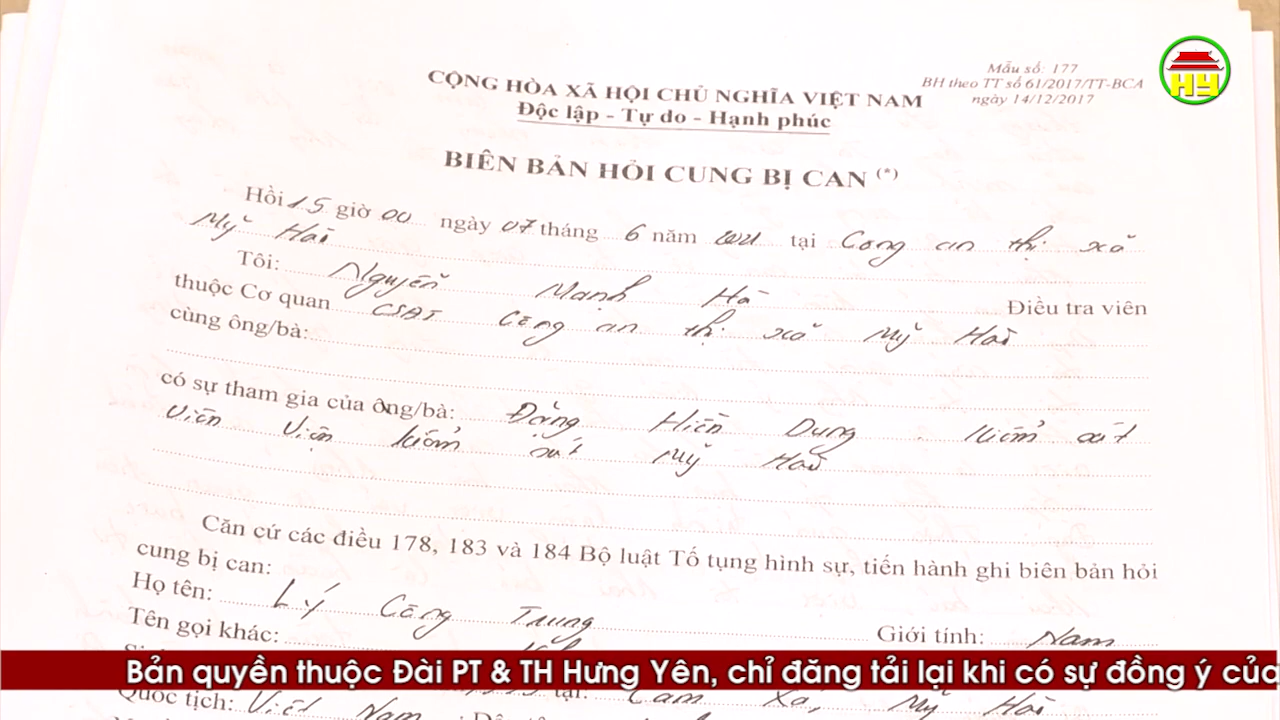 Mẫu số: 177
BH theo TT số 61/2017/TT-BCA
ngày 14/12/2017
HY
CỘNG HÒA XÃ HỘI CHỦ NGHĨA VIỆT NAM
Độc lập - Tự do - Hạnh phúc
BIÊN BẢN HỎI CUNG BỊ CAN (*)
Hồi 15 giờ 00 ngày 07 tháng 6 năm 2021 tại Công an thị xã
Mỹ Hào
Tôi: Nguyễn Mạnh Hà Điều tra viên
thuộc Cơ quan CSĐT Công an thị xã Mỹ Hào
cùng ông/bà:
có sự tham gia của ông/bà: Đặng Hiền Dung - Kiểm sát
viên Viện kiểm sát Mỹ Hào
Căn cứ các điều 178, 183 và 184 Bộ luật Tố tụng hình sự, tiến hành ghi biên bản hỏi
cung bị can:
Họ tên: Lý Công Trung Giới tính: Nam
Tên gọi khác:
tại: Cẩm Xá, Mỹ Hào
Quốc tịch: Việt Nam
Bản quyền thuộc Đài PT & TH Hưng Yên, chỉ đăng tải lại khi có sự đồng ý của